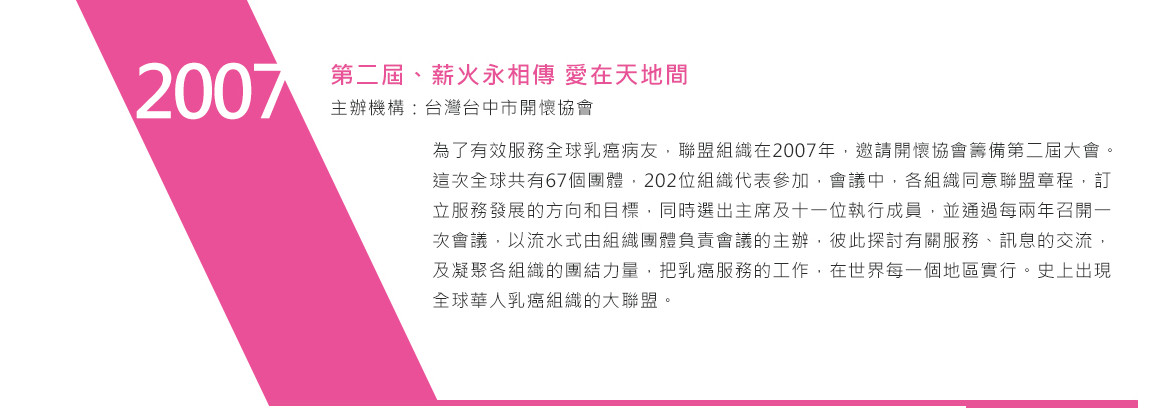 2007
第二屆、薪火永相傳 愛在天地間
主辦機構：台灣台中市開懷協會
為了有效服務全球乳癌病友，聯盟組織在2007年，邀請開懷協會籌備第二屆大會。
這次全球共有67個團體，202位組織代表參加，會議中，各組織同意聯盟章程，訂
立服務發展的方向和目標，同時選出主席及十一位執行成員，並通過每兩年召開一
次會議，以流水式由組織團體負責會議的主辦，彼此探討有關服務、訊息的交流，
及凝聚各組織的團結力量，把乳癌服務的工作，在世界每一個地區實行。史上出現
全球華人乳癌組織的大聯盟。